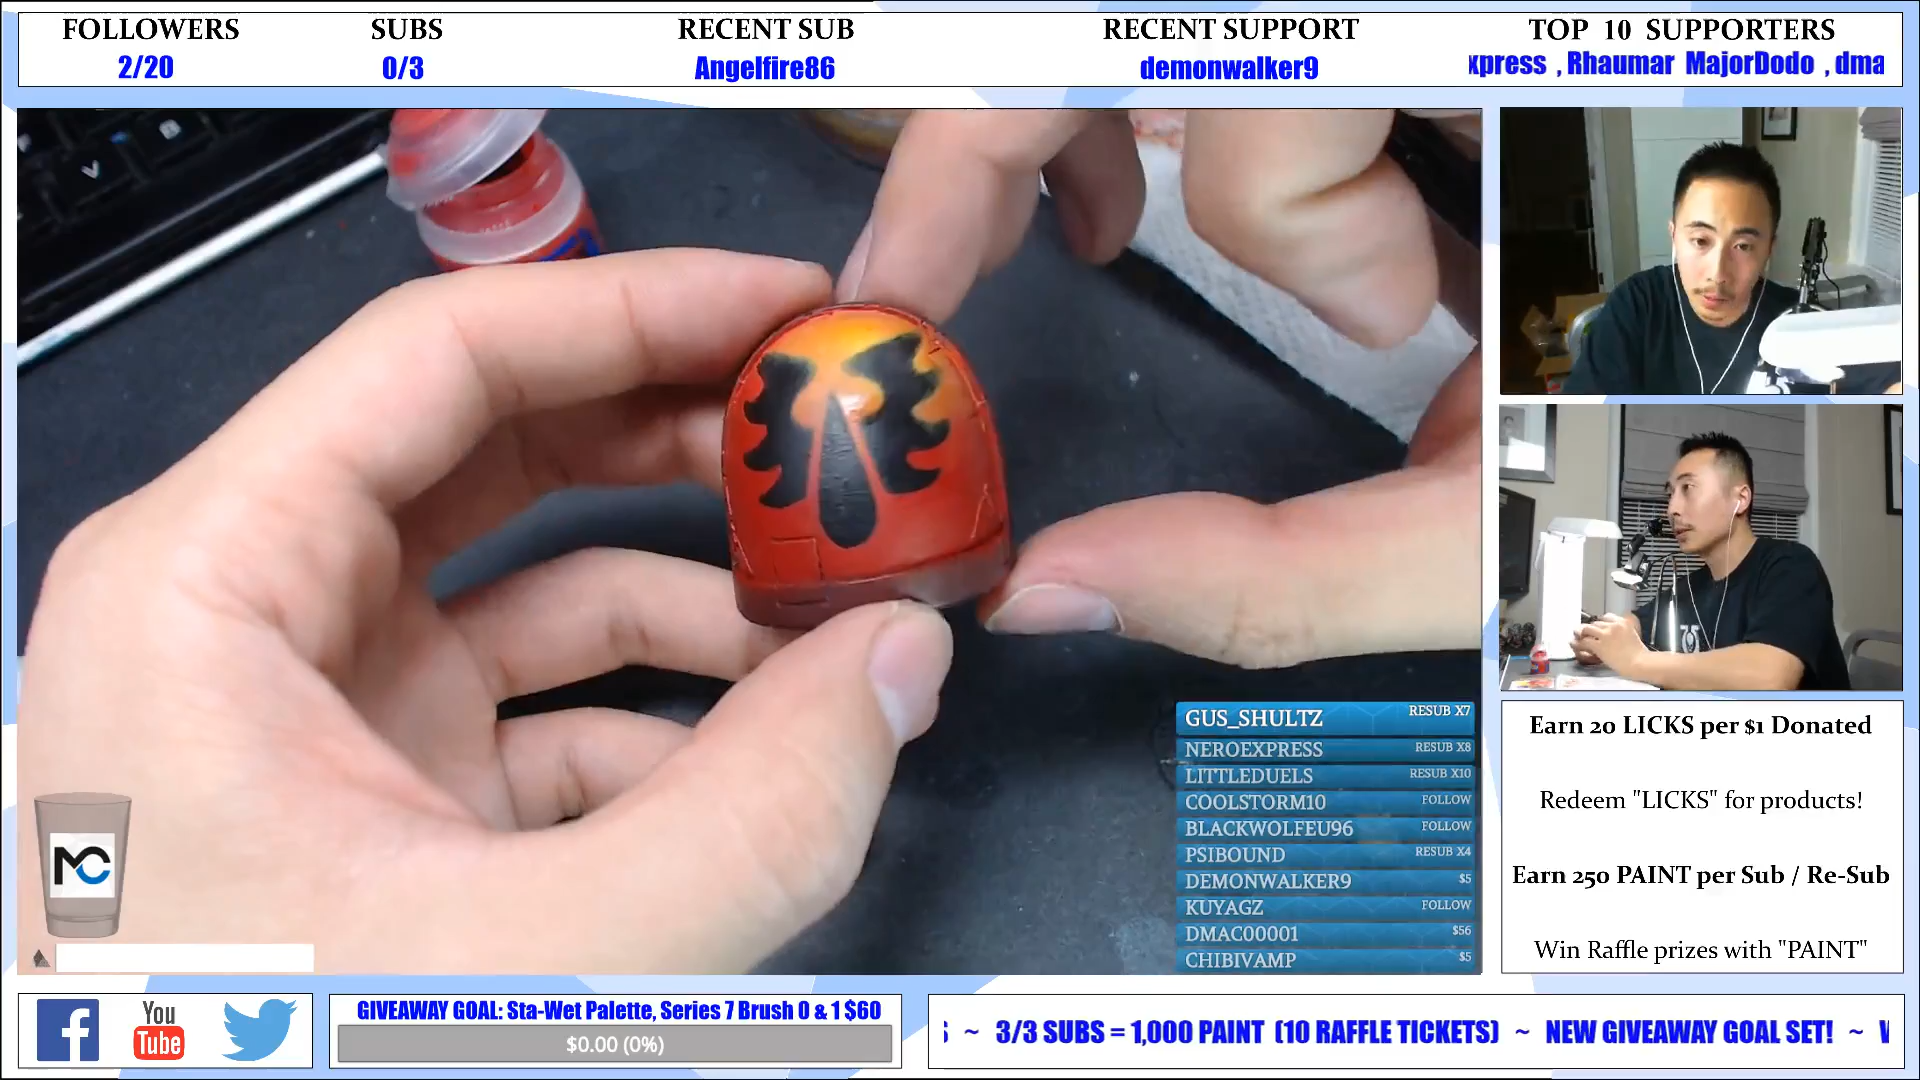 FOLLOWERS
2/20
SUBS
0/3
RECENT SUB
Angelfire86
RECENT SUPPORT
demonwalker9
TOP 10 SUPPORTERS
xpress , Rhaumar MajorDodo , dma
V
B
GUS_SHULTZ RESUB X7
NEROEXPRESS RESUB X8
LITTLEDUELS RESUB X10
COOLSTORM10 FOLLOW
BLACKWOLFEU96 FOLLOW
PSIBOUND RESUB X4
DEMONWALKER9 $5
KUYAGZ FOLLOW
DMAC00001 $56
CHIBIVAMP $5
MC
Earn 20 LICKS per $1 Donated
Redeem "LICKS" for products!
Earn 250 PAINT per Sub / Re-Sub
Win Raffle prizes with "PAINT"
f
You
Tube
GIVEAWAY GOAL: Sta-Wet Palette, Series 7 Brush 0 & 1 $60
$0.00 (0%)
~ 3/3 SUBS = 1,000 PAINT (10 RAFFLE TICKETS) ~ NEW GIVEAWAY GOAL SET! ~